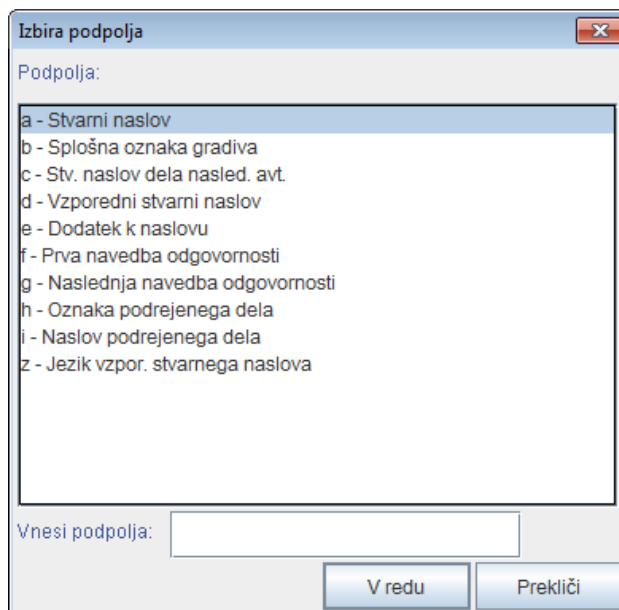 Izbira podpolja
Podpolja:
a - Stvarni naslov
b - Splošna oznaka gradiva
c - Stv. naslov dela nasled. avt.
d - Vzporedni stvarni naslov
e - Dodatek k naslovu
f - Prva navedba odgovornosti
g - Naslednja navedba odgovornosti
h - Oznaka podrejenega dela
i - Naslov podrejenega dela
z - Jezik vzpor. stvarnega naslova
Vnesi podpolja:
V redu Prekliči